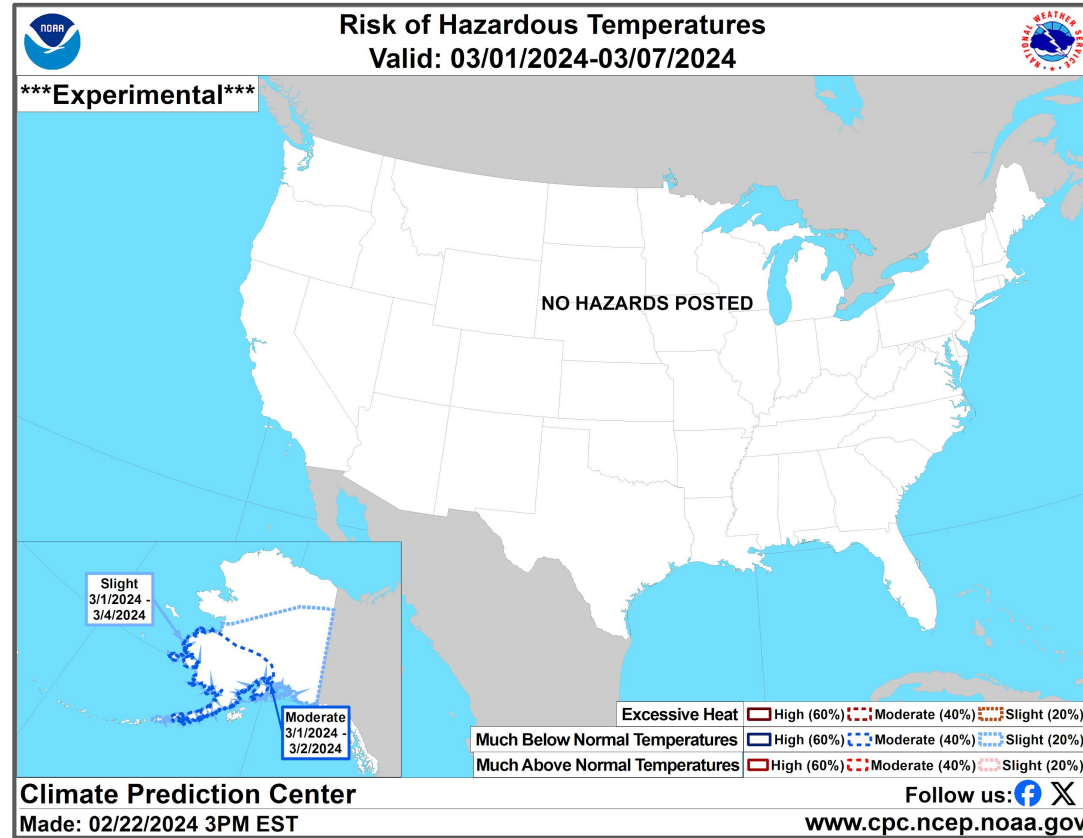 NOAA
Risk of Hazardous Temperatures
Valid: 03/01/2024-03/07/2024
NATIONAL WEATHER SERVICE
***Experimental***
NO HAZARDS POSTED
Slight
3/1/2024 -
3/4/2024
Moderate
3/1/2024 -
3/2/2024
Excessive Heat High (60%) Moderate (40%) Slight (20%)
Much Below Normal Temperatures High (60%) Moderate (40%) Slight (20%)
Much Above Normal Temperatures High (60%) Moderate (40%) Slight (20%)
Climate Prediction Center
Follow us:
Made: 02/22/2024 3PM EST
www.cpc.ncep.noaa.gov